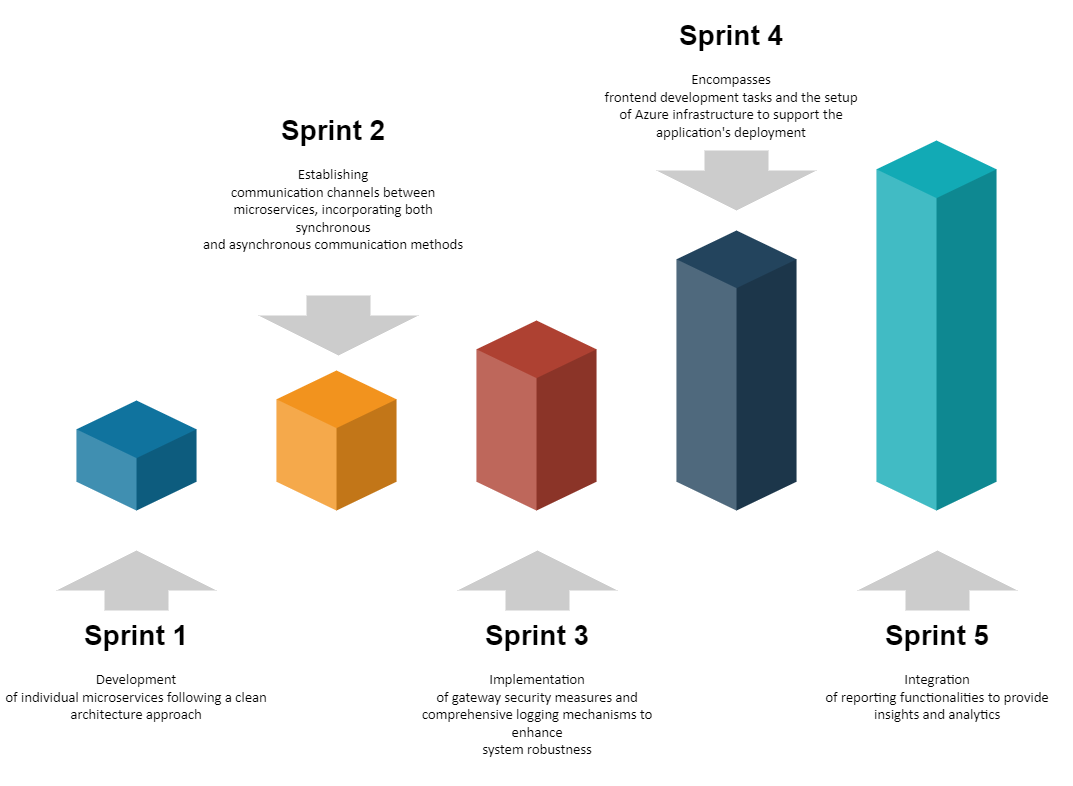 Sprint 4
Encompasses
frontend development tasks and the setup
of Azure infrastructure to support the
application's deployment
Sprint 2
Establishing
communication channels between
microservices, incorporating both
synchronous
and asynchronous communication methods
Sprint 1
Development
of individual microservices following a clean
architecture approach
Sprint 3
Implementation
of gateway security measures and
comprehensive logging mechanisms to
enhance
system robustness
Sprint 5
Integration
of reporting functionalities to provide
insights and analytics